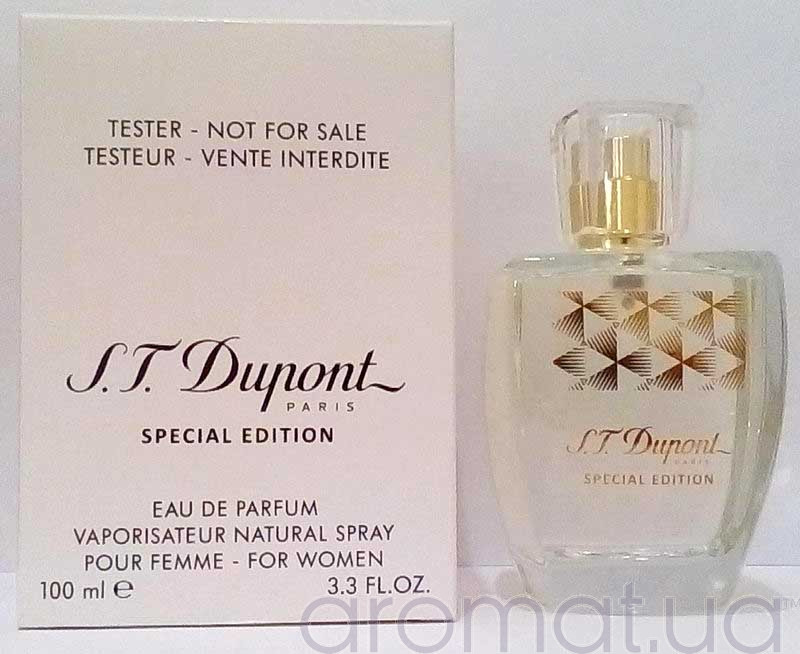 TESTER - NOT FOR SALE
TESTEUR - VENTE INTERDITE
S.T. Dupont
PARIS
SPECIAL EDITION
EAU DE PARFUM
VAPORISATEUR NATURAL SPRAY
POUR FEMME - FOR WOMEN
100 ml ℮ 3.3 FL.OZ.
S.T. Dupont
PARIS
SPECIAL EDITION
aromat.ua™